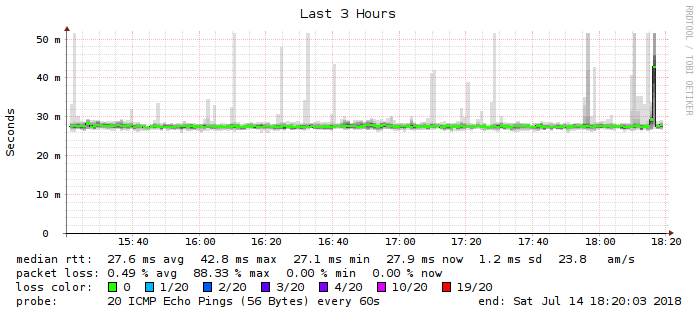 Last 3 Hours
RRDTOOL / TOBI OETIKER
Seconds
50 m
40 m
30 m
20 m
10 m
0
15:40 16:00 16:20 16:40 17:00 17:20 17:40 18:00 18:20
median rtt: 27.6 ms avg 42.8 ms max 27.1 ms min 27.9 ms now 1.2 ms sd 23.8 am/s
packet loss: 0.49 % avg 88.33 % max 0.00 % min 0.00 % now
loss color: 0 1/20 2/20 3/20 4/20 10/20 19/20
probe: 20 ICMP Echo Pings (56 Bytes) every 60s end: Sat Jul 14 18:20:03 2018